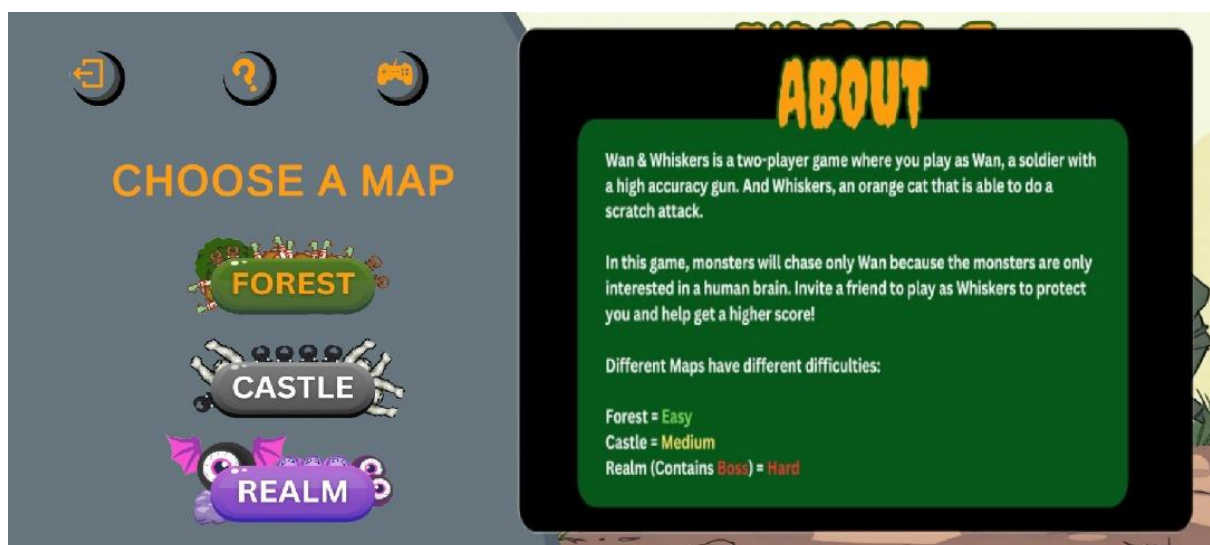 CHOOSE A MAP
FOREST
CASTLE
REALM
ABOUT
Wan & Whiskers is a two-player game where you play as Wan, a soldier with
a high accuracy gun. And Whiskers, an orange cat that is able to do a
scratch attack.
In this game, monsters will chase only Wan because the monsters are only
interested in a human brain. Invite a friend to play as Whiskers to protect
you and help get a higher score!
Different Maps have different difficulties:
Forest = Easy
Castle = Medium
Realm (Contains Boss) = Hard